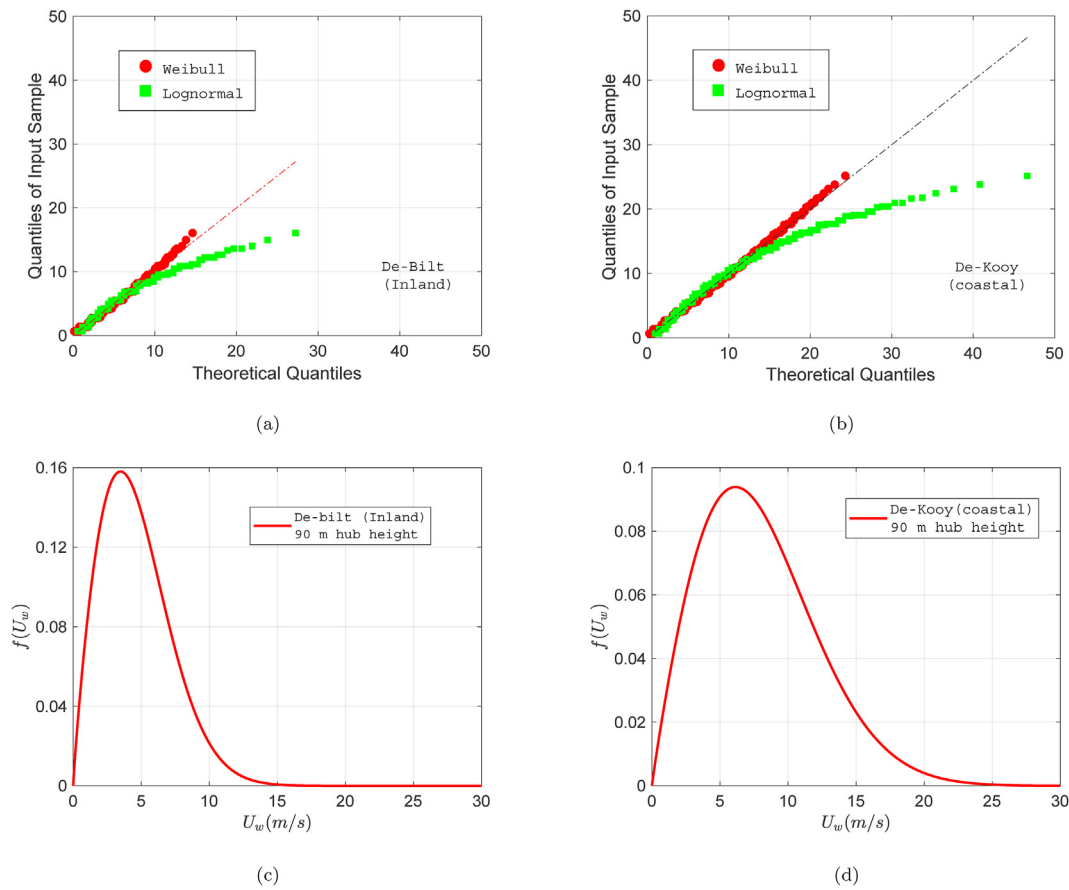 50
40
30
20
10
0
Quantiles of Input Sample
Weibull
Lognormal
De-Bilt
(Inland)
0 10 20 30 40 50
Theoretical Quantiles
(a)
50
40
30
20
10
0
Quantiles of Input Sample
Weibull
Lognormal
De-Kooy
(coastal)
0 10 20 30 40 50
Theoretical Quantiles
(b)
0.16
0.12
0.08
0.04
0
f(U_w)
De-bilt (Inland)
90 m hub height
0 5 10 15 20 25 30
U_w(m/s)
(c)
0.1
0.08
0.06
0.04
0.02
0
f(U_w)
De-Kooy(coastal)
90 m hub height
0 5 10 15 20 25 30
U_w(m/s)
(d)